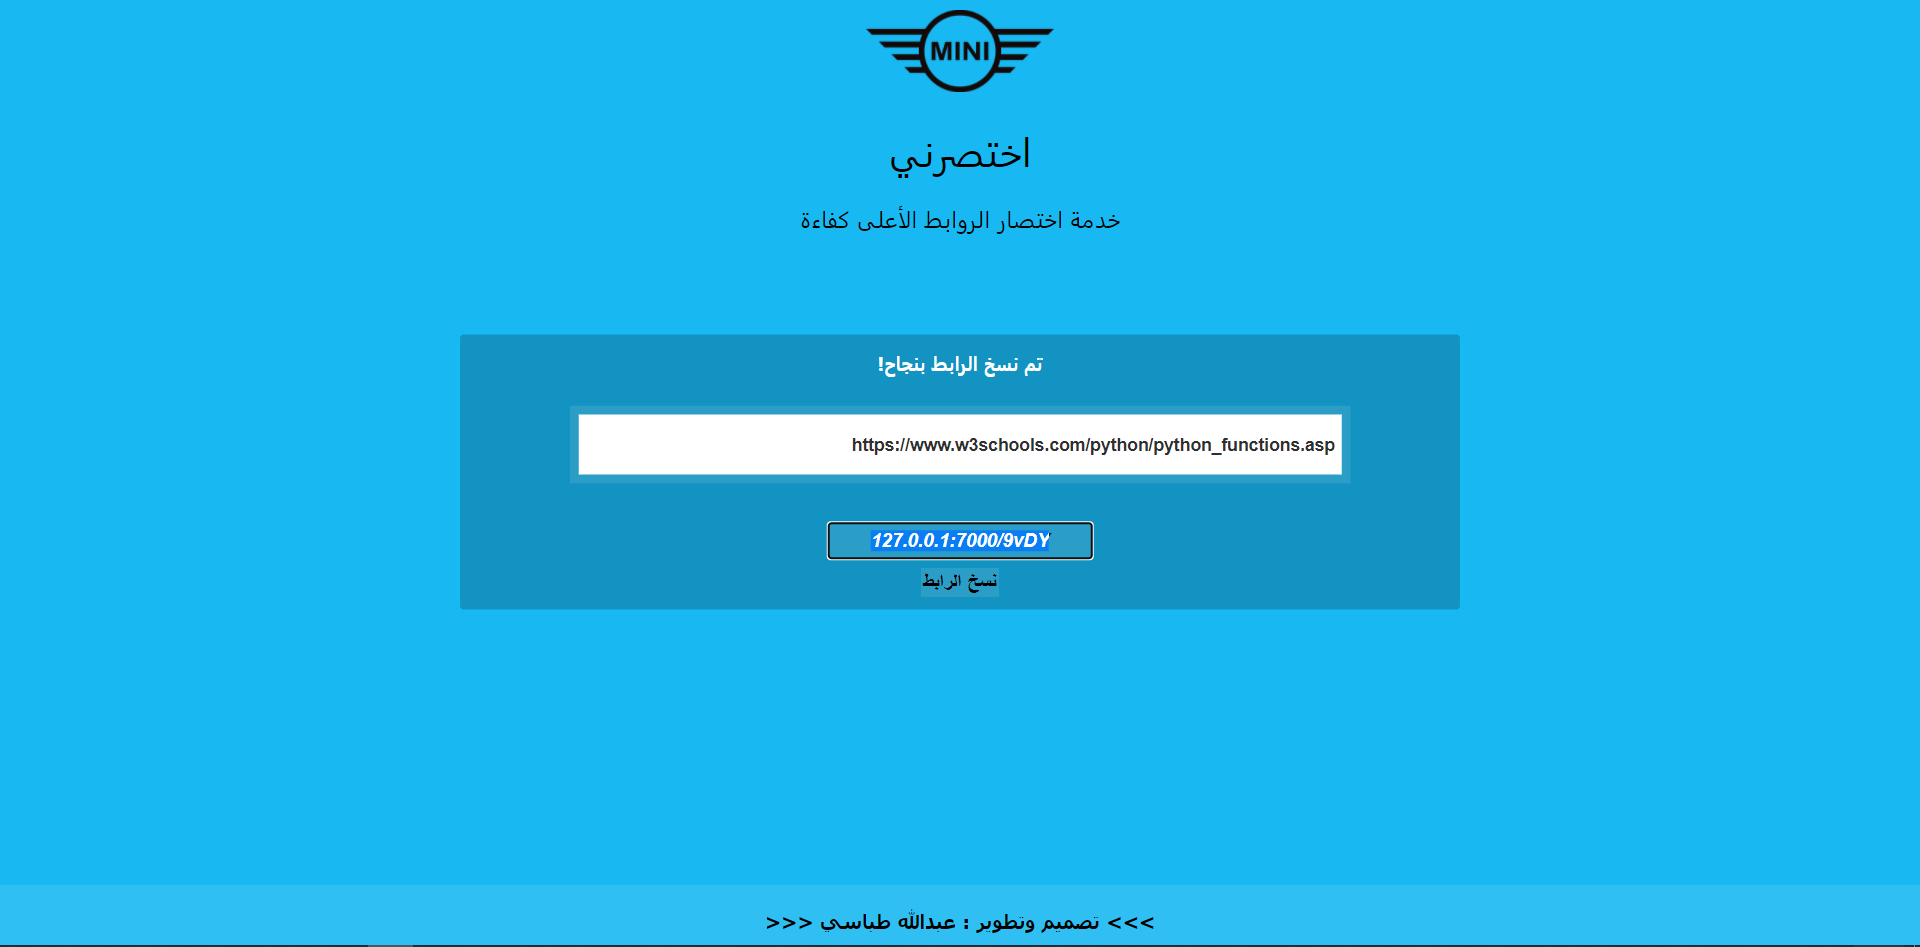 MINI
اختصرني
خدمة اختصار الروابط الأعلى كفاءة
تم نسخ الرابط بنجاح!
https://www.w3schools.com/python/python_functions.asp
127.0.0.1:7000/9vDY
نسخ الرابط
>>> تصميم وتطوير : عبدالله طباسي <<<